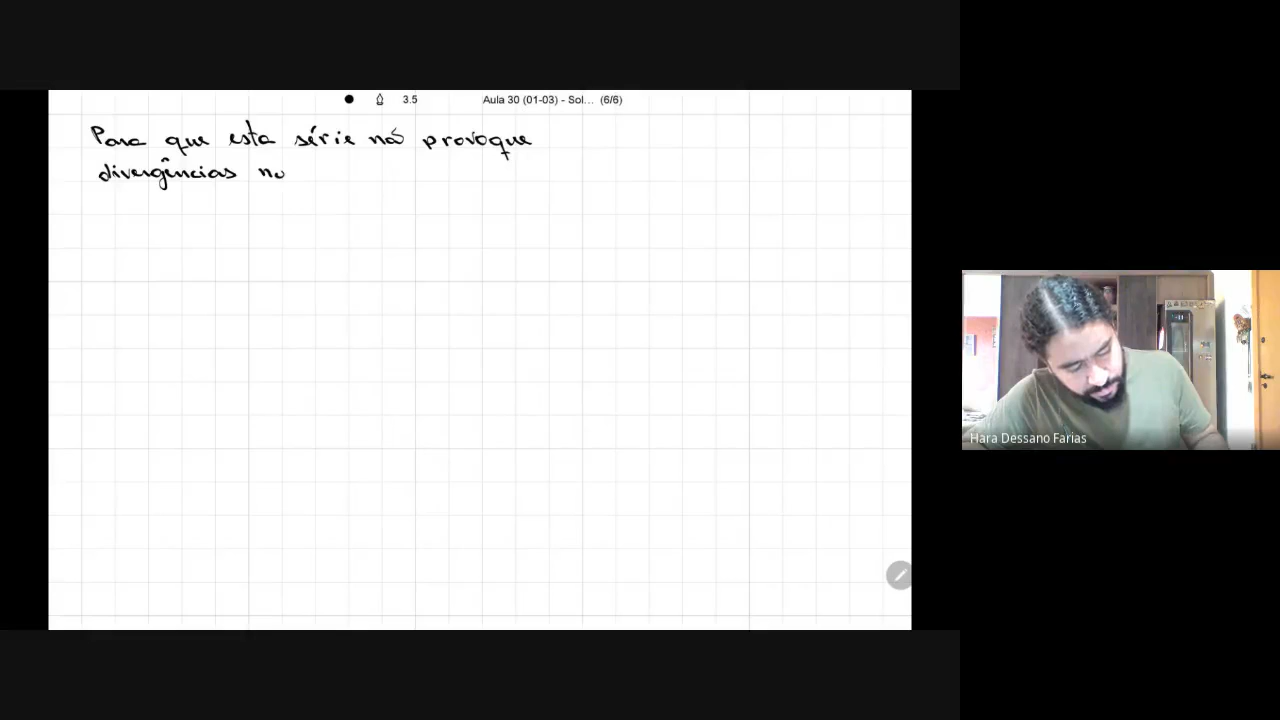 3.5 Aula 30 (01-03) - Sol... (6/6)
Para que esta série não provoque
divergências no
Hara Dessano Farias